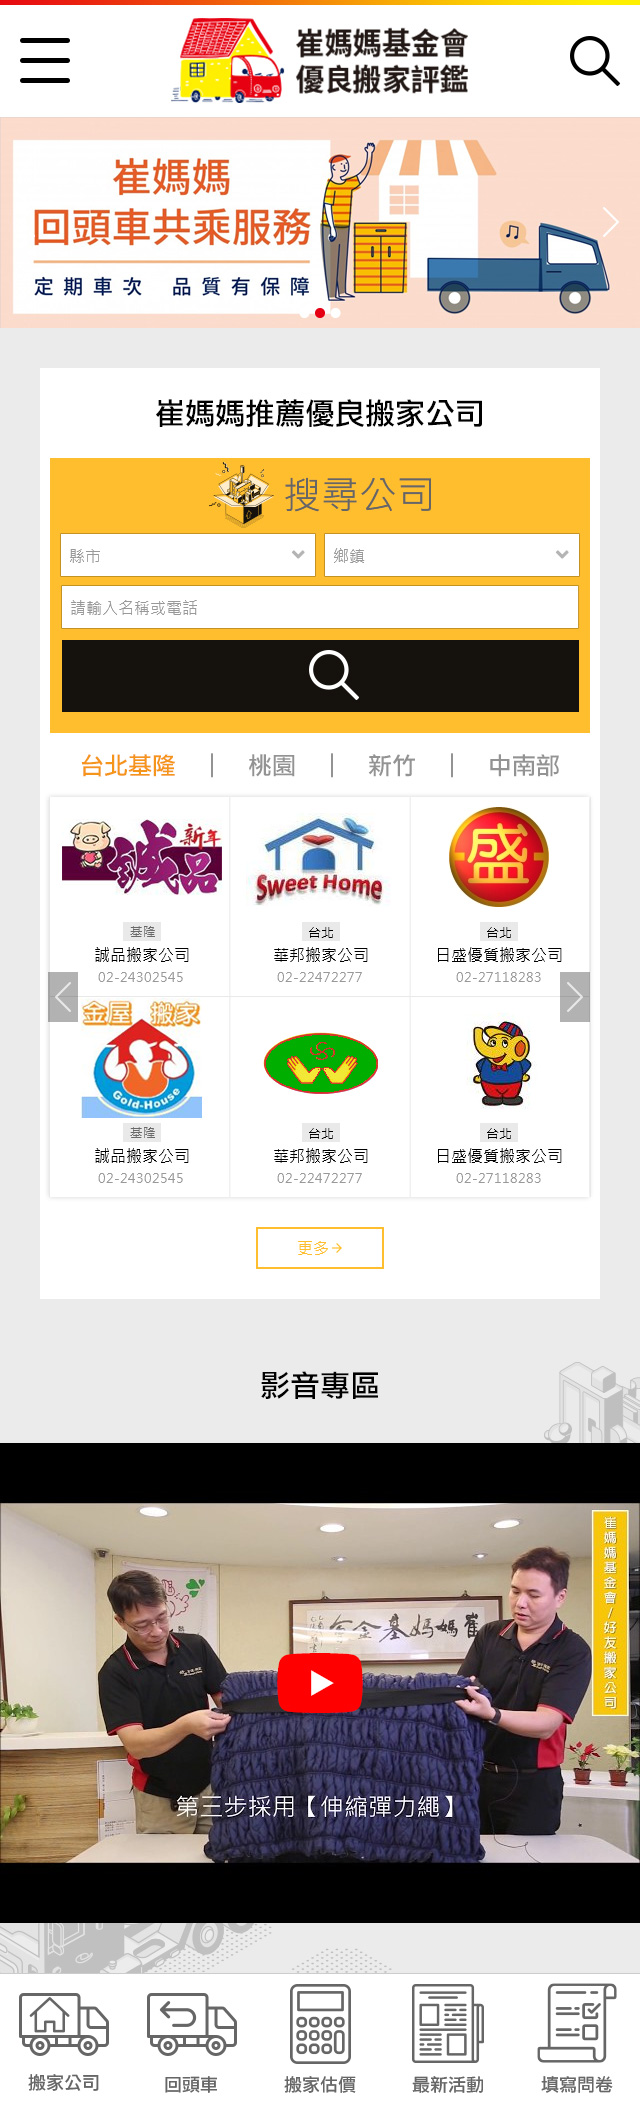 崔媽媽基金會
優良搬家評鑑
崔媽媽
回頭車共乘服務
定期車次 品質有保障
崔媽媽推薦優良搬家公司
搜尋公司
縣市
鄉鎮
請輸入名稱或電話
台北基隆 | 桃園 | 新竹 | 中南部
新年
誠品
Sweet Home
盛
基隆
誠品搬家公司
02-24302545
台北
華邦搬家公司
02-22472277
台北
日盛優質搬家公司
02-27118283
金屋 搬家
Gold-House
基隆
誠品搬家公司
02-24302545
台北
華邦搬家公司
02-22472277
台北
日盛優質搬家公司
02-27118283
更多→
影音專區
崔媽媽基金會/好友搬家公司
崔媽媽基金會
第三步採用【伸縮彈力繩】
搬家公司
回頭車
搬家估價
最新活動
填寫問卷